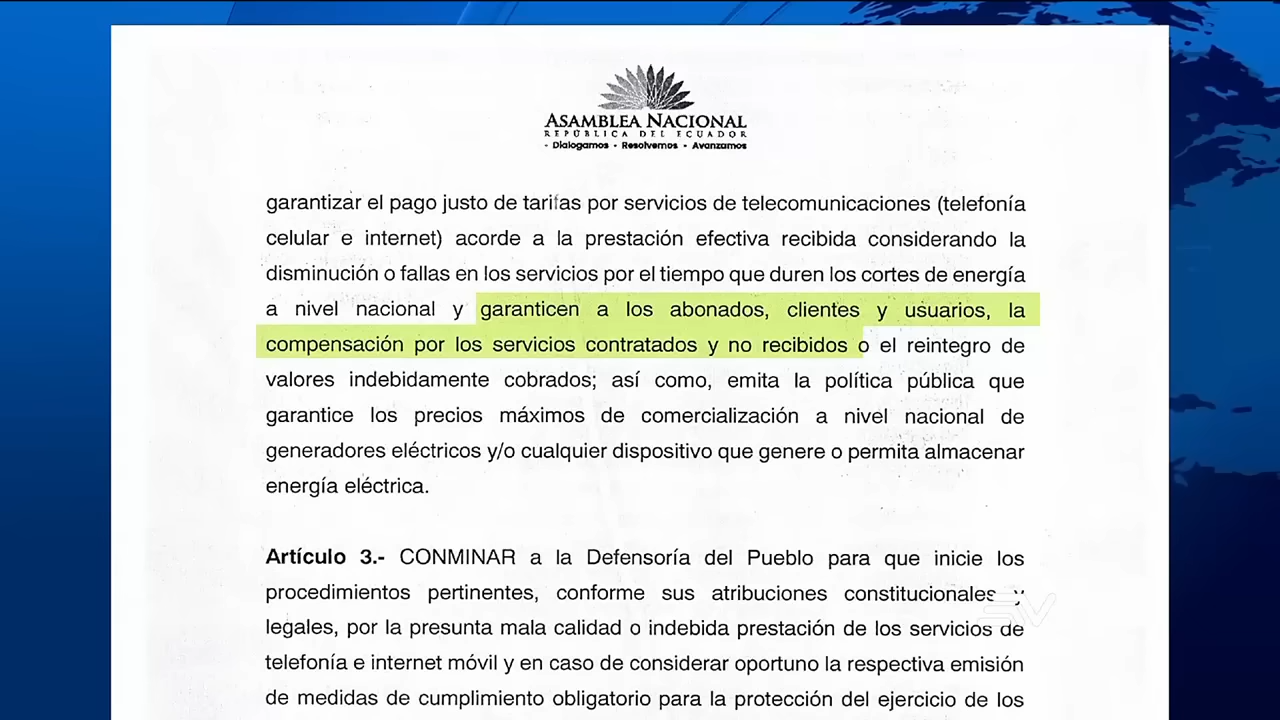 ASAMBLEA NACIONAL
REPÚBLICA DEL ECUADOR
- Dialogamos - Resolvemos - Avanzamos
garantizar el pago justo de tarifas por servicios de telecomunicaciones (telefonía
celular e internet) acorde a la prestación efectiva recibida considerando la
disminución o fallas en los servicios por el tiempo que duren los cortes de energía
a nivel nacional y garanticen a los abonados, clientes y usuarios, la
compensación por los servicios contratados y no recibidos o el reintegro de
valores indebidamente cobrados; así como, emita la política pública que
garantice los precios máximos de comercialización a nivel nacional de
generadores eléctricos y/o cualquier dispositivo que genere o permita almacenar
energía eléctrica.
Artículo 3.- CONMINAR a la Defensoría del Pueblo para que inicie los
procedimientos pertinentes, conforme sus atribuciones constitucionales y
legales, por la presunta mala calidad o indebida prestación de los servicios de
telefonía e internet móvil y en caso de considerar oportuno la respectiva emisión
de medidas de cumplimiento obligatorio para la protección del ejercicio de los